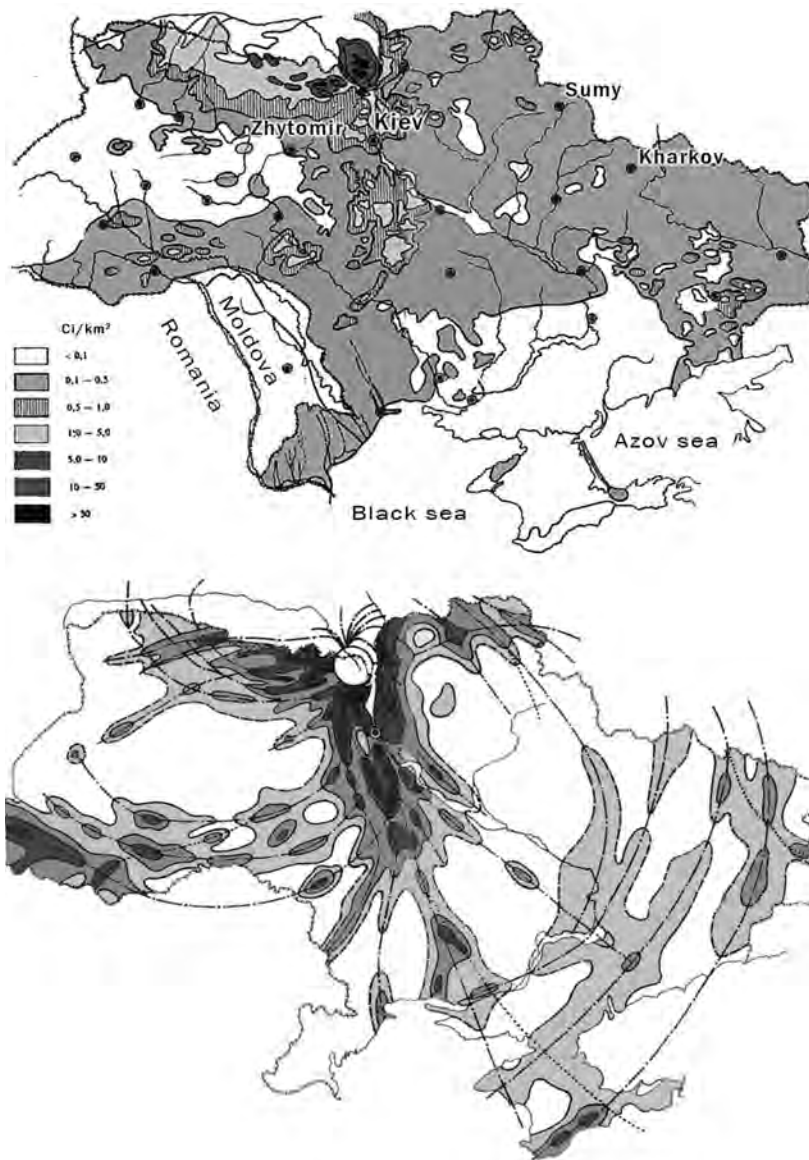 Sumy
Zhytomir
Kiev
Kharkov
Ci/km²
< 0,1
0,1 – 0,5
0,5 – 1,0
1,0 – 5,0
5,0 – 10
10 – 50
> 50
Romania
Moldova
Azov sea
Black sea